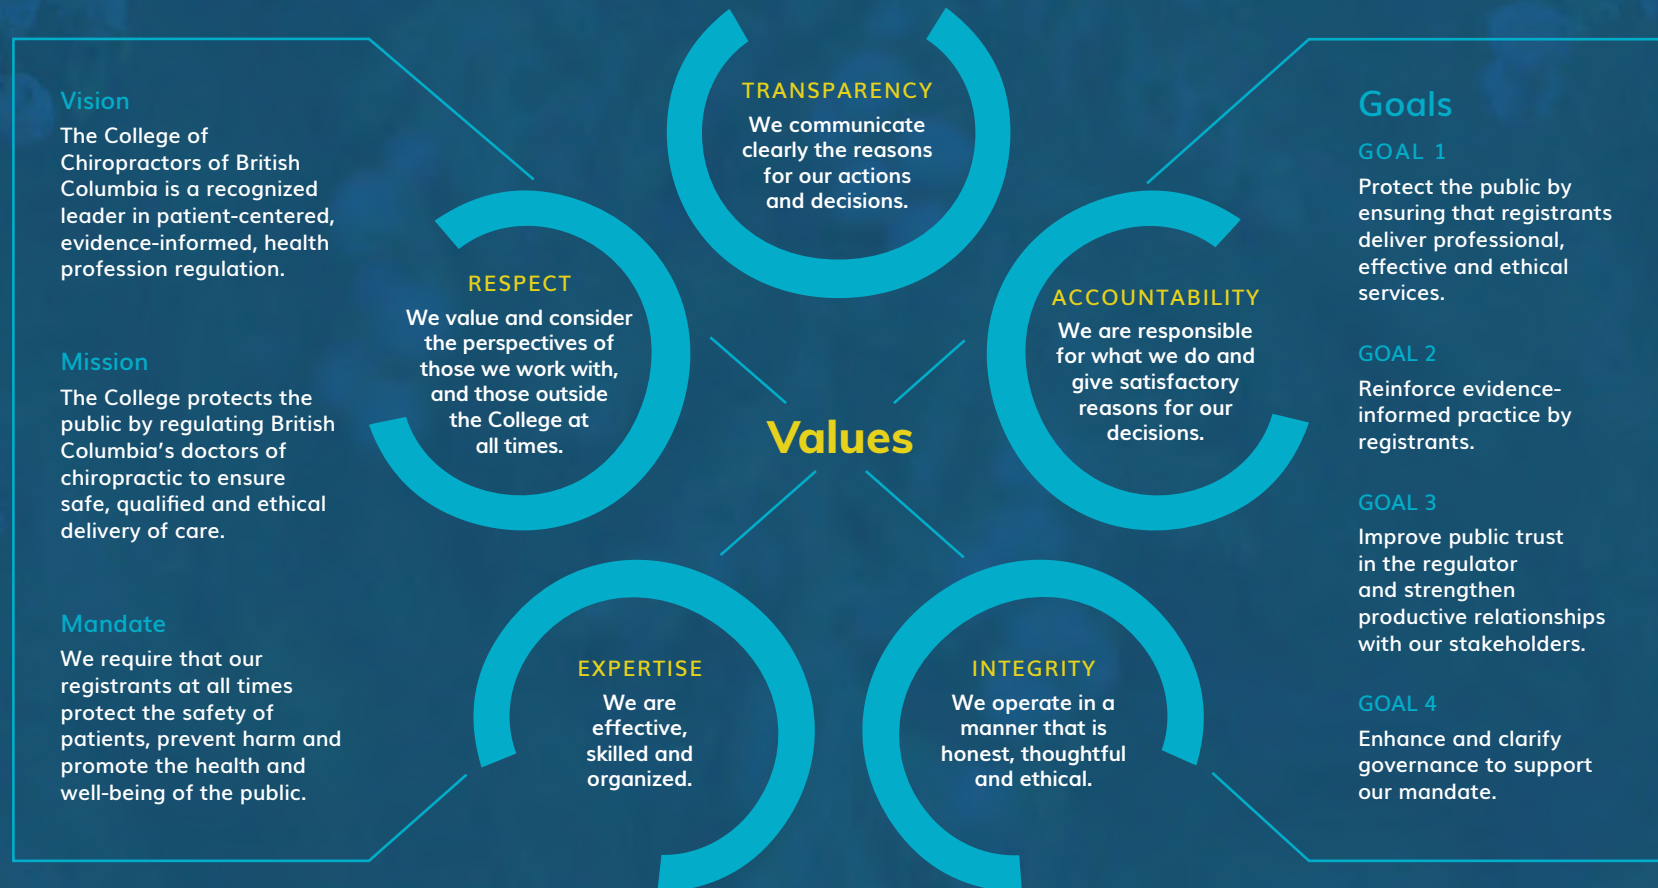 Vision
The College of
Chiropractors of British
Columbia is a recognized
leader in patient-centered,
evidence-informed, health
profession regulation.
Mission
The College protects the
public by regulating British
Columbia's doctors of
chiropractic to ensure
safe, qualified and ethical
delivery of care.
Mandate
We require that our
registrants at all times
protect the safety of
patients, prevent harm and
promote the health and
well-being of the public.
TRANSPARENCY
We communicate
clearly the reasons
for our actions
and decisions.
RESPECT
We value and consider
the perspectives of
those we work with,
and those outside
the College at
all times.
ACCOUNTABILITY
We are responsible
for what we do and
give satisfactory
reasons for our
decisions.
Values
EXPERTISE
We are
effective,
skilled and
organized.
INTEGRITY
We operate in a
manner that is
honest, thoughtful
and ethical.
Goals
GOAL 1
Protect the public by
ensuring that registrants
deliver professional,
effective and ethical
services.
GOAL 2
Reinforce evidence-
informed practice by
registrants.
GOAL 3
Improve public trust
in the regulator
and strengthen
productive relationships
with our stakeholders.
GOAL 4
Enhance and clarify
governance to support
our mandate.